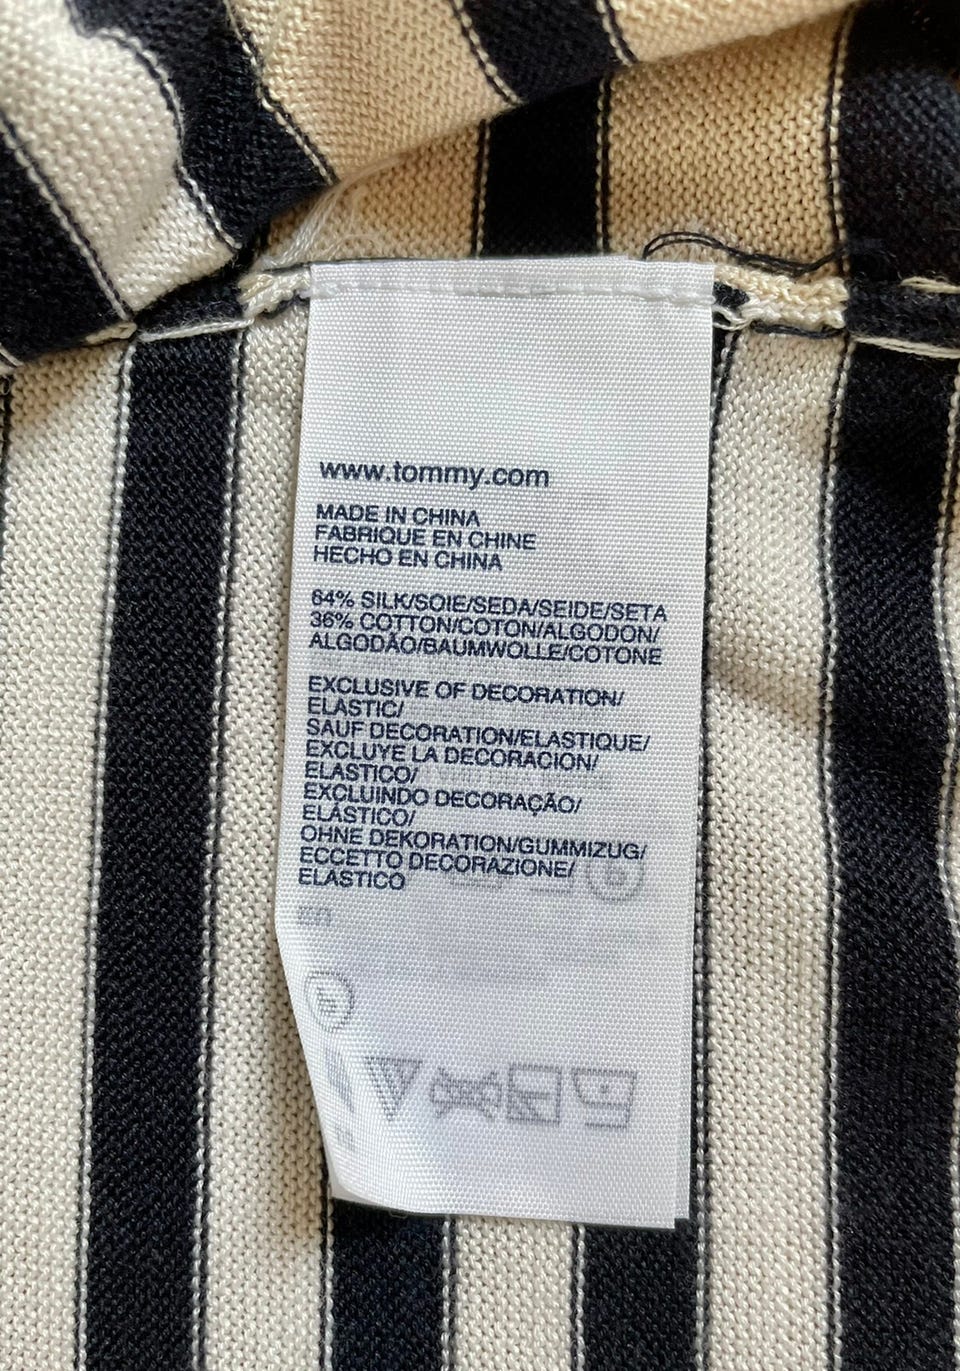 www.tommy.com
MADE IN CHINA
FABRIQUE EN CHINE
HECHO EN CHINA
64% SILK/SOIE/SEDA/SEIDE/SETA
36% COTTON/COTON/ALGODON/
ALGODÃO/BAUMWOLLE/COTONE
EXCLUSIVE OF DECORATION/
ELASTIC/
SAUF DECORATION/ELASTIQUE/
EXCLUYE LA DECORACION/
ELASTICO/
EXCLUINDO DECORAÇÃO/
ELÁSTICO/
OHNE DEKORATION/GUMMIZUG/
ECCETTO DECORAZIONE/
ELASTICO